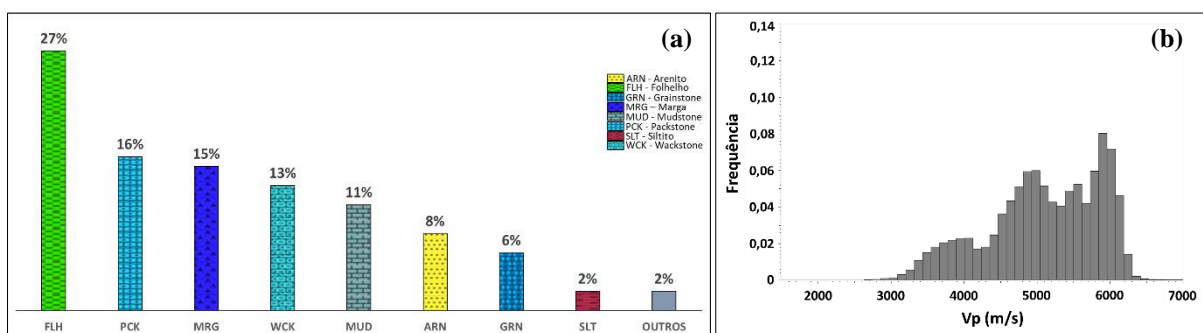 (a)
27%
16%
15%
13%
11%
8%
6%
2%
2%
ARN - Arenito
FLH - Folhelho
GRN - Grainstone
MRG – Marga
MUD - Mudstone
PCK - Packstone
SLT - Siltito
WCK - Wackstone
FLH PCK MRG WCK MUD ARN GRN SLT OUTROS
(b)
Frequência
0,14
0,12
0,10
0,08
0,06
0,04
0,02
0
2000 3000 4000 5000 6000 7000
Vp (m/s)